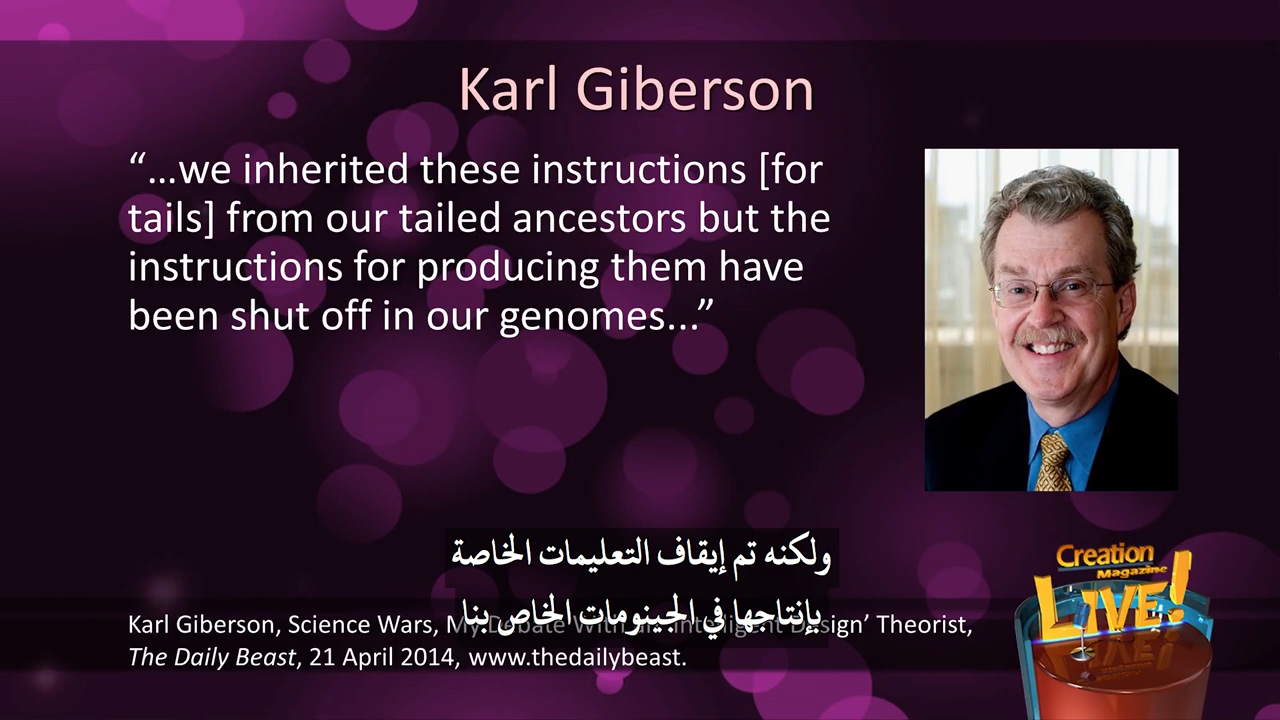 Karl Giberson
“…we inherited these instructions [for
tails] from our tailed ancestors but the
instructions for producing them have
been shut off in our genomes...”
ولكنه تم إيقاف التعليمات الخاصة
بإنتاجها في الجينومات الخاص بنا
Karl Giberson, Science Wars, My Debate With an ‘Intelligent Design’ Theorist,
The Daily Beast, 21 April 2014, www.thedailybeast.
Creation
Magazine
LIVE!